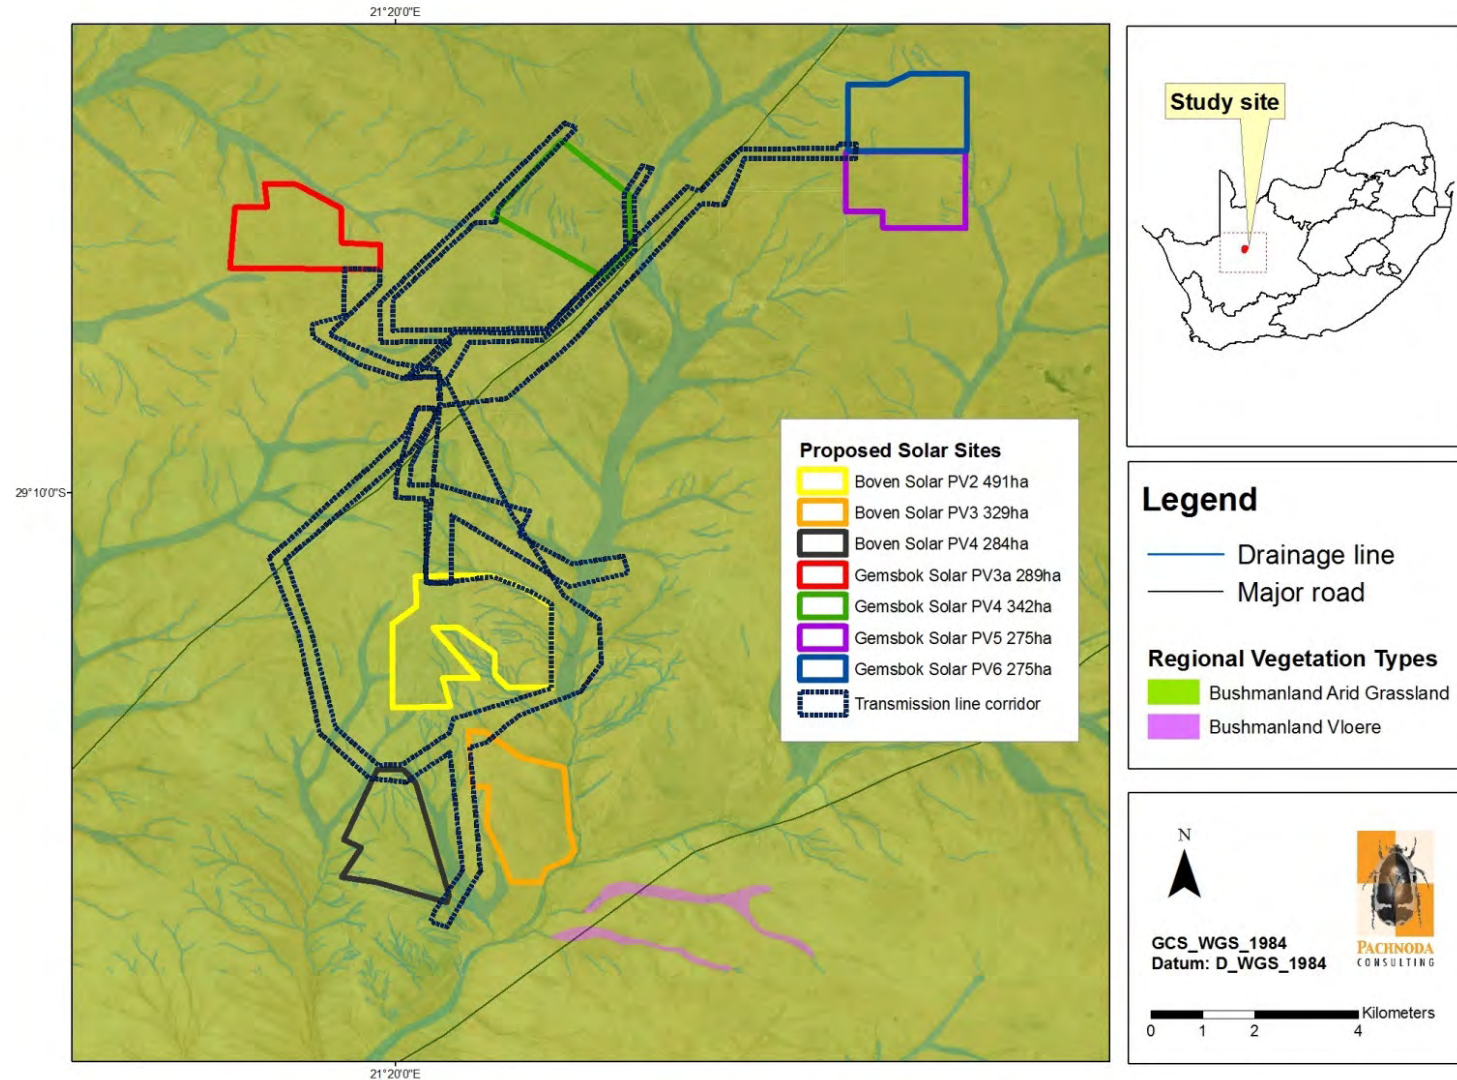 21°20'0"E
29°10'0"S
Proposed Solar Sites
Boven Solar PV2 491ha
Boven Solar PV3 329ha
Boven Solar PV4 284ha
Gemsbok Solar PV3a 289ha
Gemsbok Solar PV4 342ha
Gemsbok Solar PV5 275ha
Gemsbok Solar PV6 275ha
Transmission line corridor
21°20'0"E
Study site
Legend
Drainage line
Major road
Regional Vegetation Types
Bushmanland Arid Grassland
Bushmanland Vloere
N
GCS_WGS_1984
Datum: D_WGS_1984
PACHNODA
CONSULTING
Kilometers
0 1 2 4